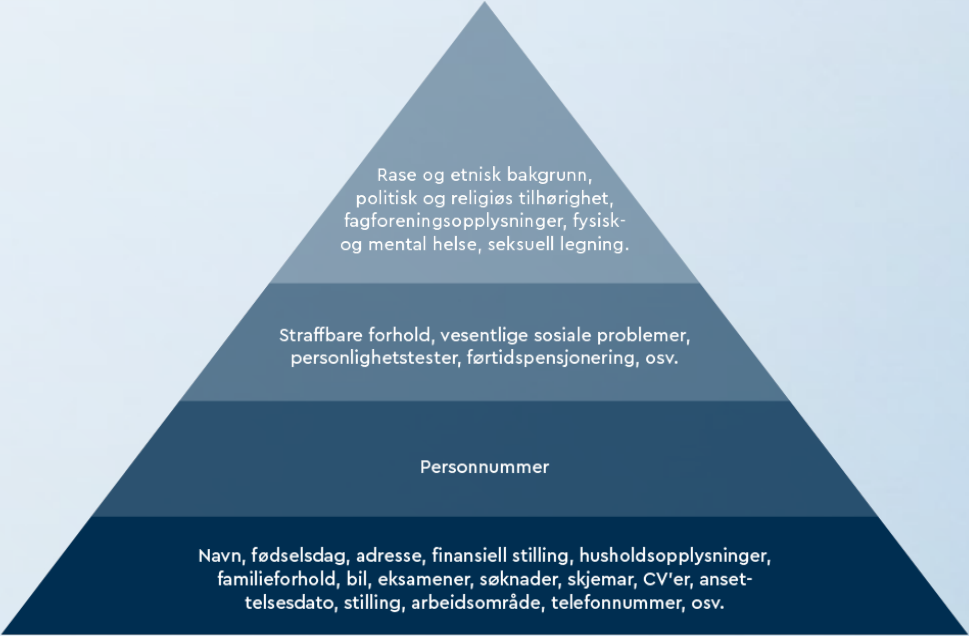 Rase og etnisk bakgrunn,
politisk og religiøs tilhørighet,
fagforeningsopplysninger, fysisk-
og mental helse, seksuell legning.
Straffbare forhold, vesentlige sosiale problemer,
personlighetstester, førtidspensjonering, osv.
Personnummer
Navn, fødselsdag, adresse, finansiell stilling, husholdsopplysninger,
familieforhold, bil, eksamener, søknader, skjemar, CV'er, anset-
telsesdato, stilling, arbeidsområde, telefonnummer, osv.